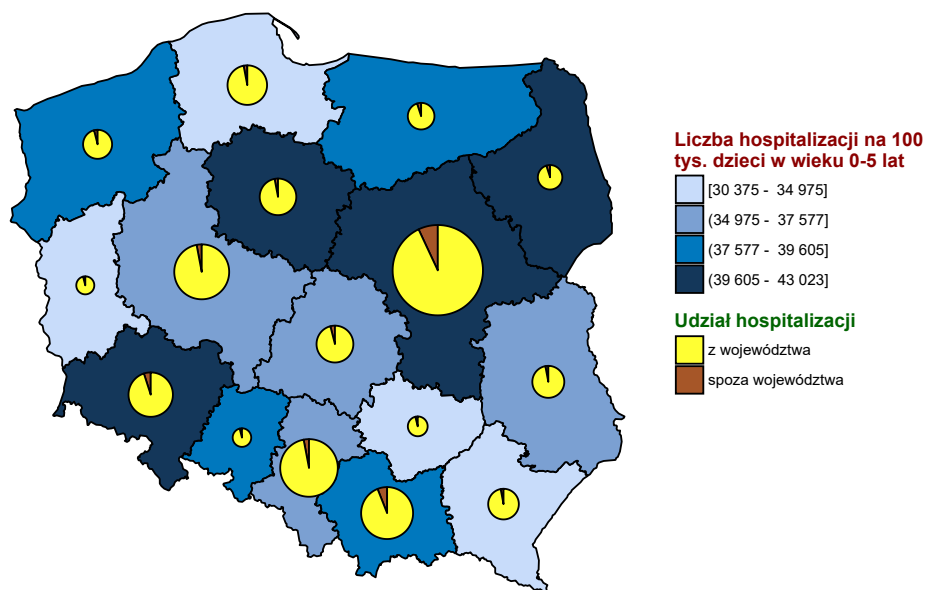 Liczba hospitalizacji na 100
tys. dzieci w wieku 0-5 lat
[30 375 - 34 975]
(34 975 - 37 577]
(37 577 - 39 605]
(39 605 - 43 023]
Udział hospitalizacji
z województwa
spoza województwa